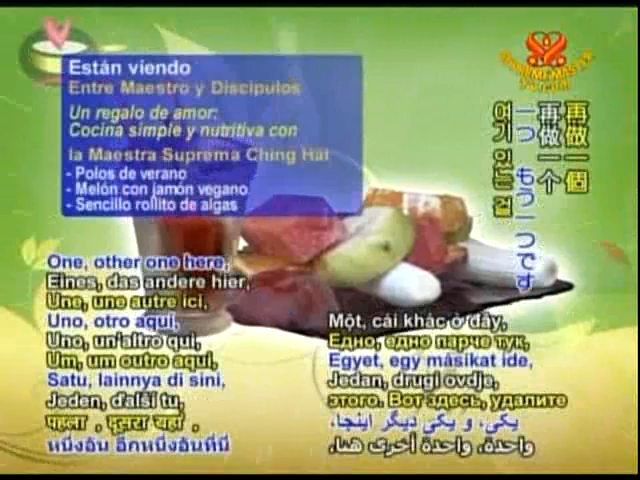 Están viendo
Entre Maestro y Discípulos
Un regalo de amor:
Cocina simple y nutritiva con
la Maestra Suprema Ching Hai
- Polos de verano
- Melón con jamón vegano
- Sencillo rollito de algas
SUPREME MASTER
再做一個
再做一个
一つ もう一つです
여기 있는 걸
One, other one here,
Eines, das andere hier,
Une, une autre ici,
Uno, otro aquí,
Uno, un'altro qui,
Um, um outro aqui,
Satu, lainnya di sini,
Jeden, ďalší tu,
पहला , दूसरा यहाँ ,
หนึ่งอัน อีกหนึ่งอันที่นี่
Một, cái khác ở đây,
Едно, едно парче тук,
Egyet, egy másikat ide,
Jedan, drugi ovdje,
этого. Вот здесь, удалите
یکی، و یکی دیگر اینجا،
واحدة، واحدة أخرى هنا،